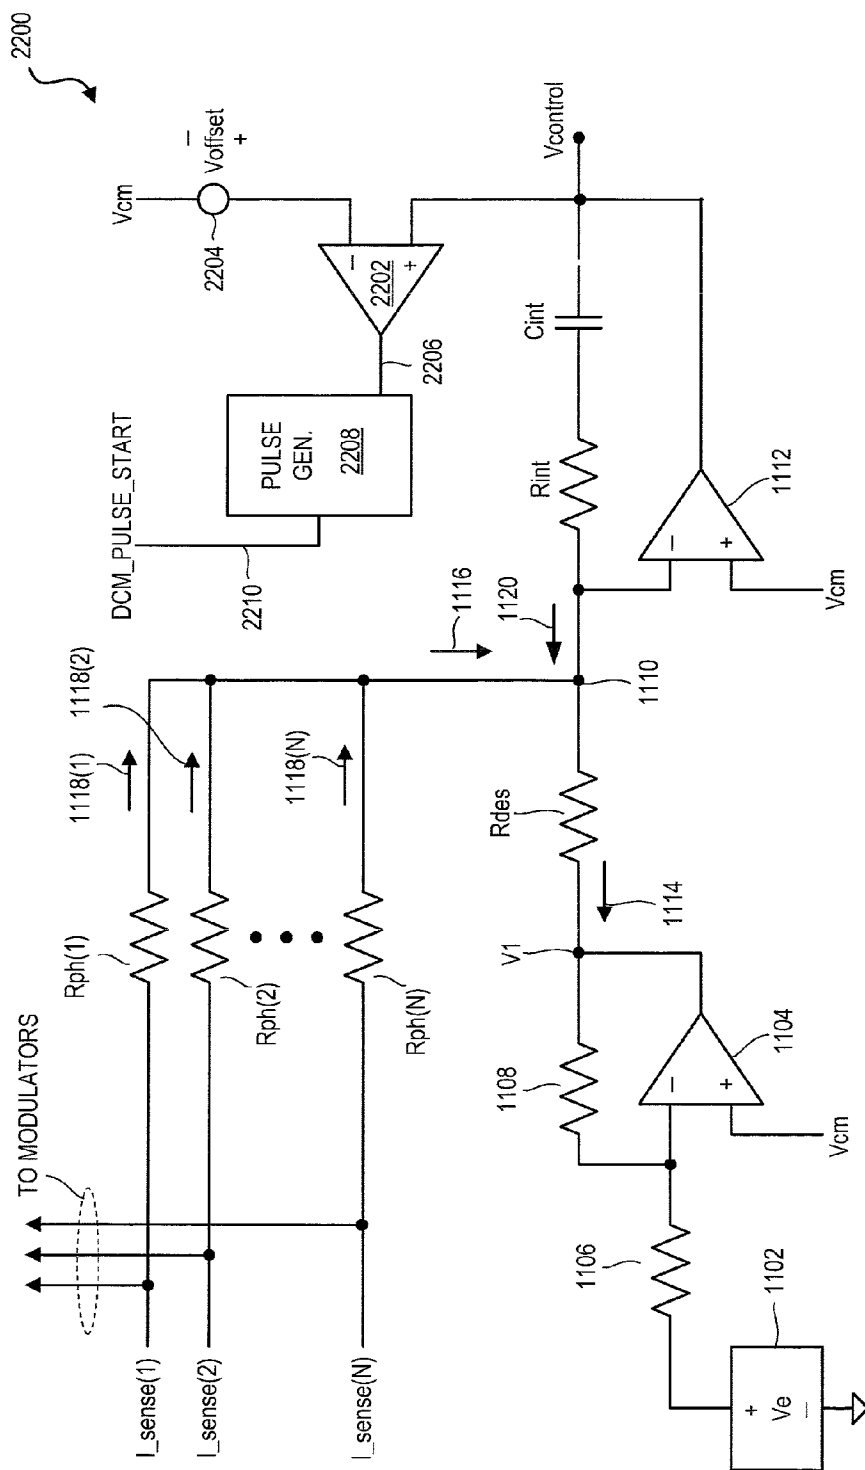 2200
Vcm
2204
−
Voffset
+
−
2202
+
2206
Vcontrol
DCM_PULSE_START
PULSE
GEN.
2208
2210
Cint
Rint
−
+
1112
Vcm
1116
1120
1110
1118(1)
1118(2)
1118(N)
Rph(1)
Rph(2)
Rph(N)
Rdes
1114
V1
TO MODULATORS
1108
−
+
1104
Vcm
I_sense(1)
I_sense(2)
I_sense(N)
1106
1102
+
Ve
−